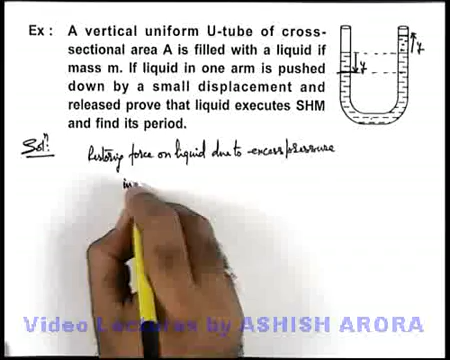 Ex : A vertical uniform U-tube of cross-
sectional area A is filled with a liquid if
mass m. If liquid in one arm is pushed
down by a small displacement and
released prove that liquid executes SHM
and find its period.
y
y
Solⁿ:
Restoring force on liquid due to excess pressure
in
Video Lectures by ASHISH ARORA